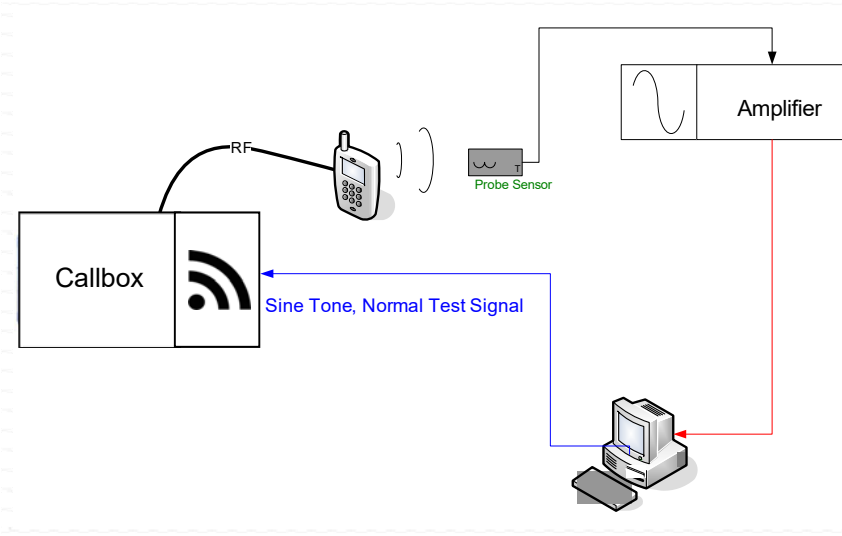 RF
Amplifier
T
Probe Sensor
Callbox
Sine Tone, Normal Test Signal